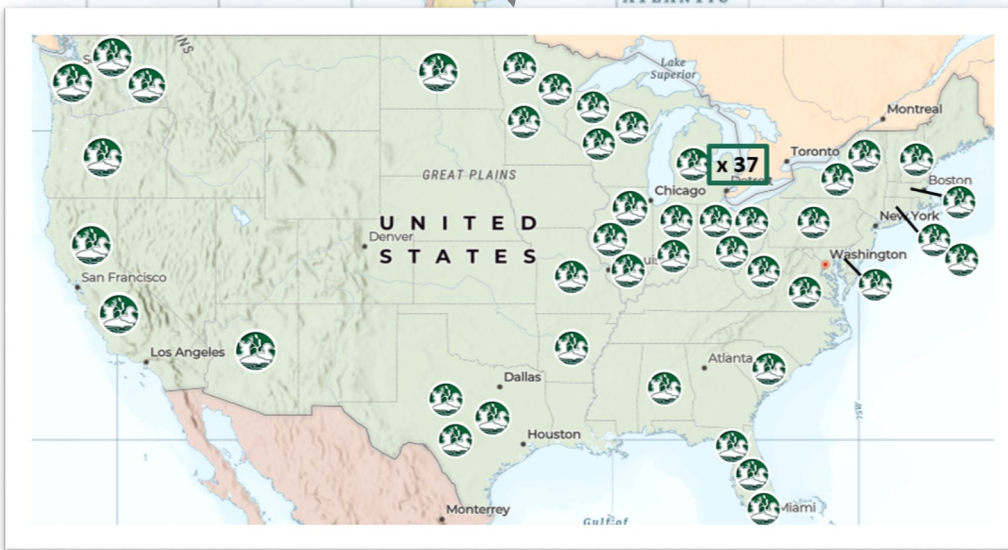 ATLANTIC
Lake
Superior
Montreal
x 37
Toronto
Boston
Chicago
GREAT PLAINS
New York
UNITED
Denver
STATES
Washington
San Francisco
Los Angeles
Atlanta
Dallas
Houston
Miami
Monterrey
Gulf of